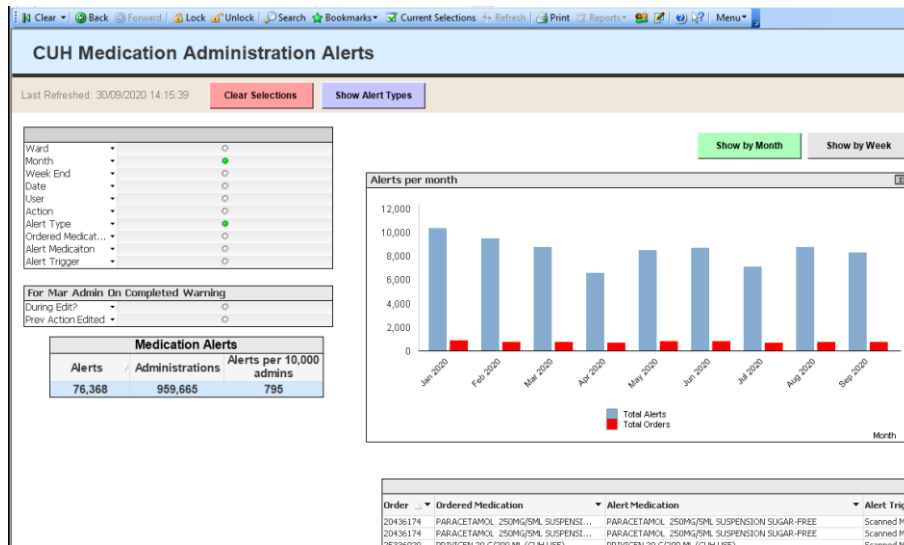 Clear Back Forward Lock Unlock Search Bookmarks Current Selections Refresh Print Reports Menu
CUH Medication Administration Alerts
Last Refreshed: 30/09/2020 14:15:39 Clear Selections Show Alert Types
Show by Month Show by Week
Ward
Month
Week End
Date
User
Action
Alert Type
Ordered Medicat...
Alert Medicaiton
Alert Trigger
For Mar Admin On Completed Warning
During Edit?
Prev Action Edited
Medication Alerts
Alerts Administrations Alerts per 10,000 admins
76,368 959,665 795
Alerts per month
12,000
10,000
8,000
6,000
4,000
2,000
0
Jan 2020 Feb 2020 Mar 2020 Apr 2020 May 2020 Jun 2020 Jul 2020 Aug 2020 Sep 2020
Total Alerts
Total Orders
Month
Order Ordered Medication Alert Medication Alert Trig
20436174 PARACETAMOL 250MG/5ML SUSPENSI... PARACETAMOL 250MG/5ML SUSPENSION SUGAR-FREE Scanned M
20436174 PARACETAMOL 250MG/5ML SUSPENSI... PARACETAMOL 250MG/5ML SUSPENSION SUGAR-FREE Scanned M